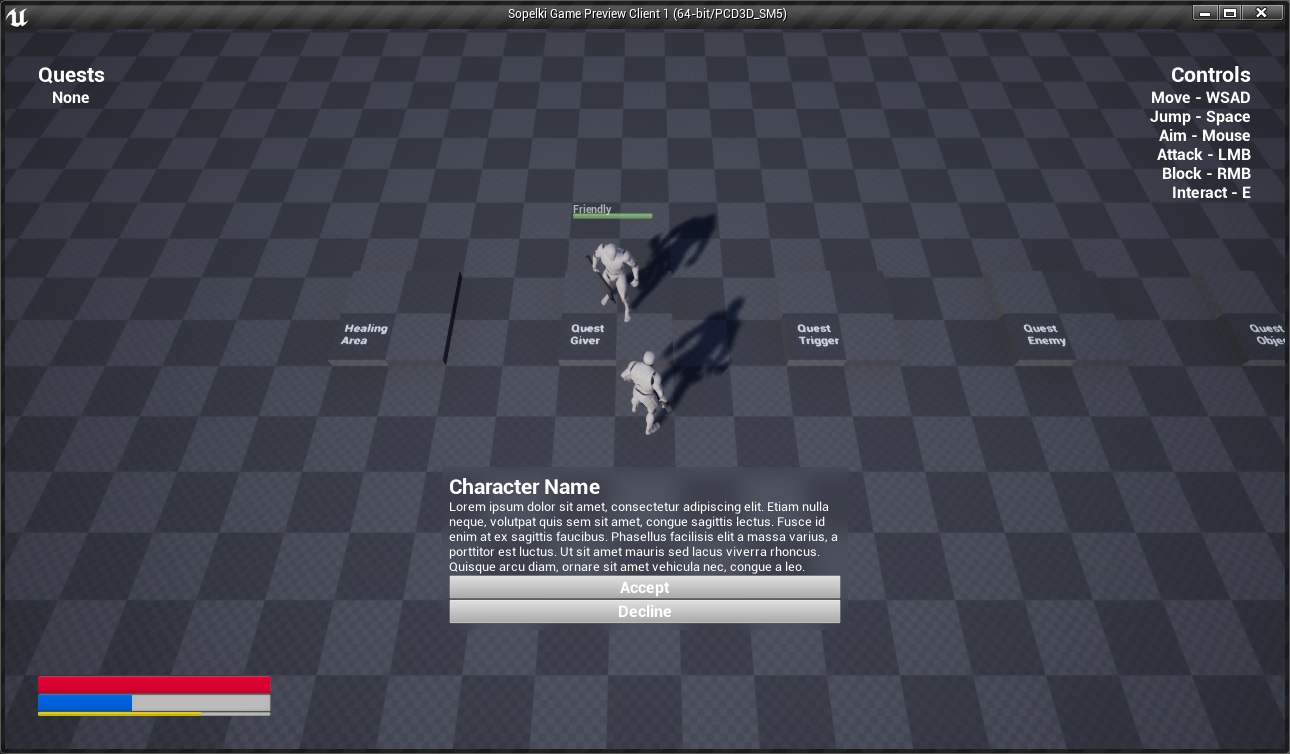 Sopelki Game Preview Client 1 (64-bit/PCD3D_SM5)
Quests
None
Controls
Move - WSAD
Jump - Space
Aim - Mouse
Attack - LMB
Block - RMB
Interact - E
Friendly
Healing
Area
Quest
Giver
Quest
Trigger
Quest
Enemy
Quest
Obje
Character Name
Lorem ipsum dolor sit amet, consectetur adipiscing elit. Etiam nulla
neque, volutpat quis sem sit amet, congue sagittis lectus. Fusce id
enim at ex sagittis faucibus. Phasellus facilisis elit a massa varius, a
porttitor est luctus. Ut sit amet mauris sed lacus viverra rhoncus.
Quisque arcu diam, ornare sit amet vehicula nec, congue a leo.
Accept
Decline